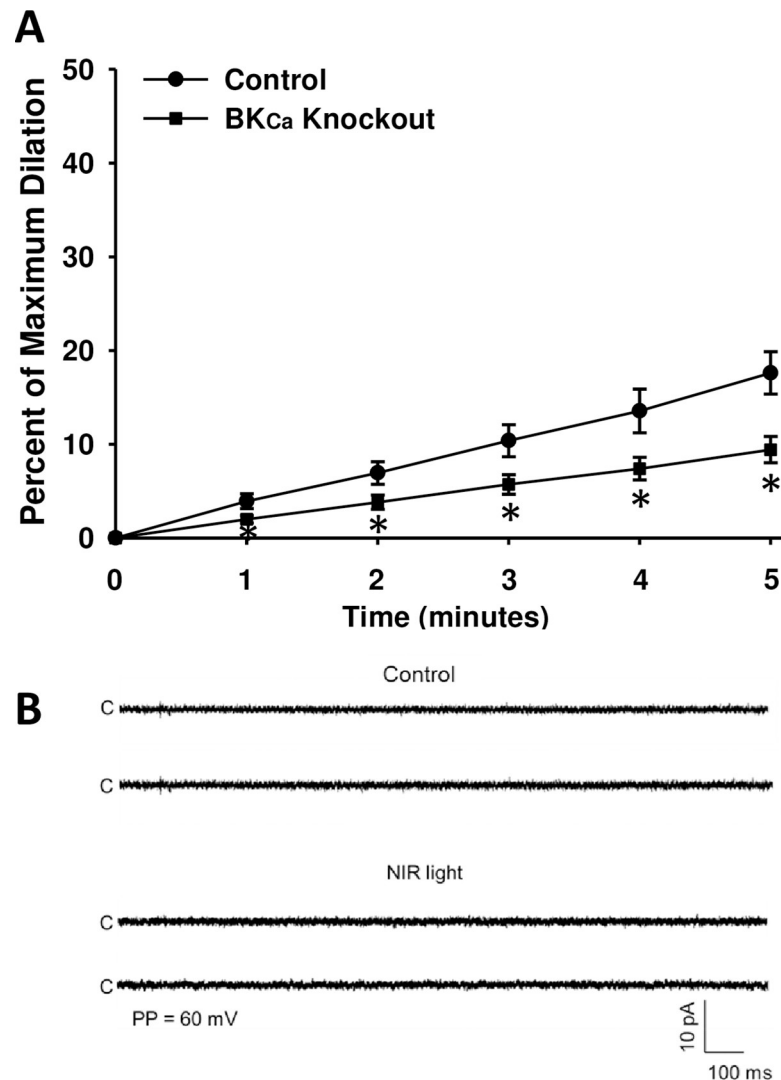 A
50
Control
BKCa Knockout
40
30
20
10
0
Percent of Maximum Dilation
* * * * *
0 1 2 3 4 5
Time (minutes)
B
Control
C
C
NIR light
C
C
PP = 60 mV
10 pA
100 ms